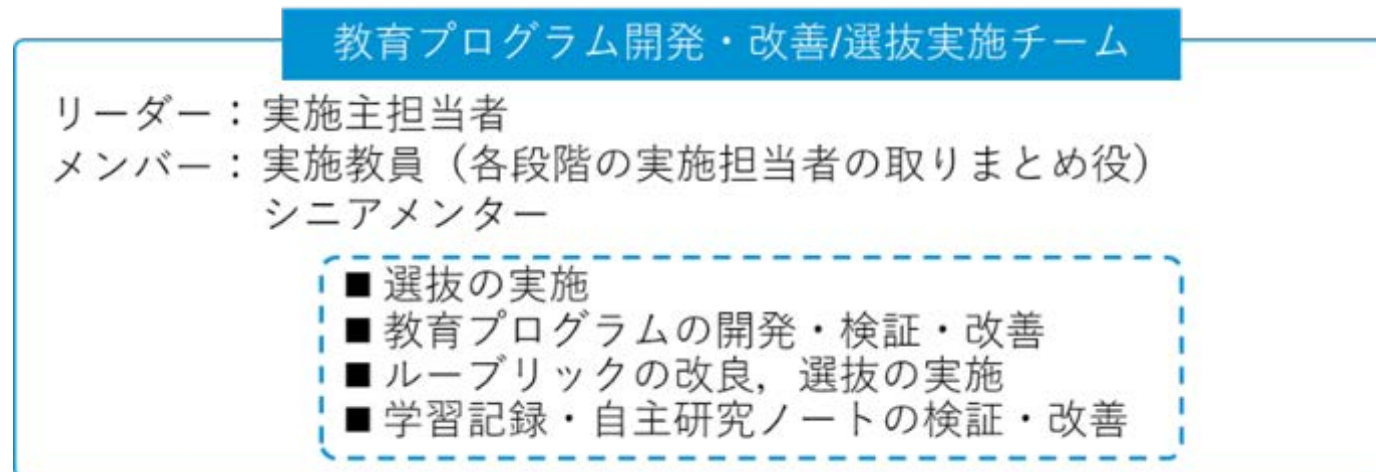 教育プログラム開発・改善/選抜実施チーム
リーダー：実施主担当者
メンバー：実施教員（各段階の実施担当者の取りまとめ役）
シニアメンター
■ 選抜の実施
■ 教育プログラムの開発・検証・改善
■ ルーブリックの改良，選抜の実施
■ 学習記録・自主研究ノートの検証・改善